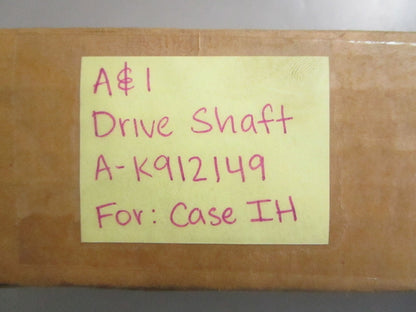 A&I
Drive Shaft
A-K912149
For: Case IH